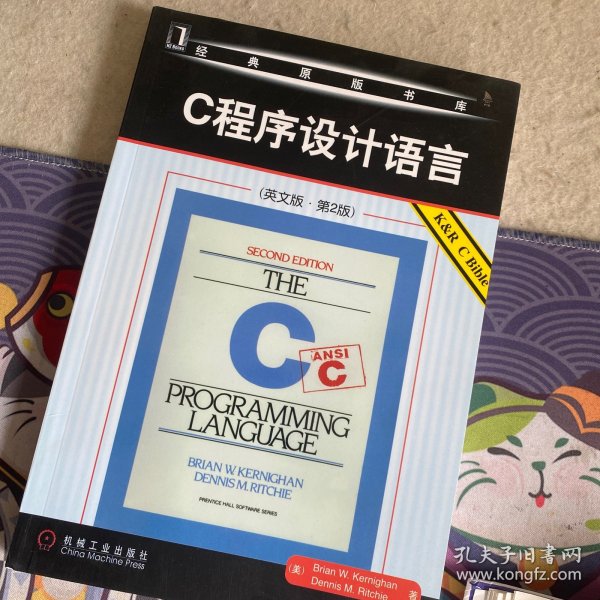 HZ Books
经典原版书库
C程序设计语言
(英文版·第2版)
K&R C Bible
SECOND EDITION
THE
C
ANSI
C
PROGRAMMING
LANGUAGE
BRIAN W. KERNIGHAN
DENNIS M. RITCHIE
PRENTICE HALL SOFTWARE SERIES
机械工业出版社
China Machine Press
(美) Brian W. Kernighan
Dennis M. Ritchie 著
孔夫子旧书网
www.kongfz.com